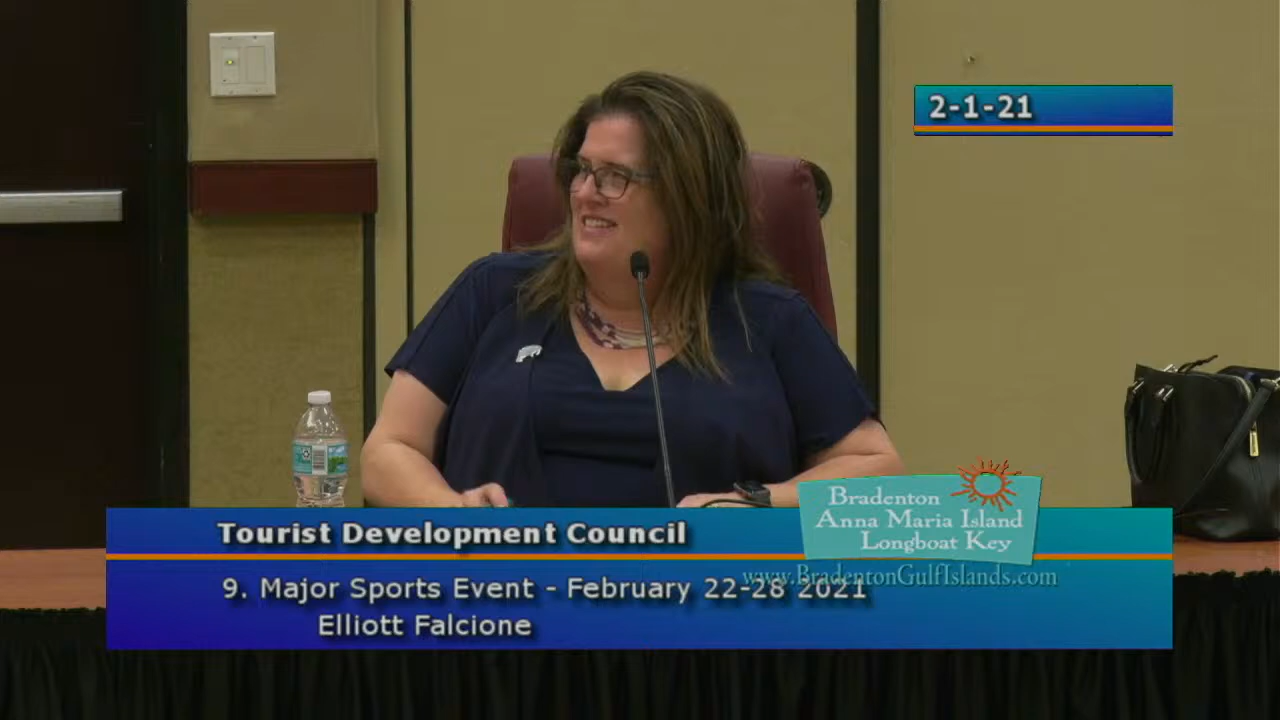 2-1-21
Tourist Development Council
Bradenton
Anna Maria Island
Longboat Key
www.BradentonGulfIslands.com
9. Major Sports Event - February 22-28 2021
Elliott Falcione